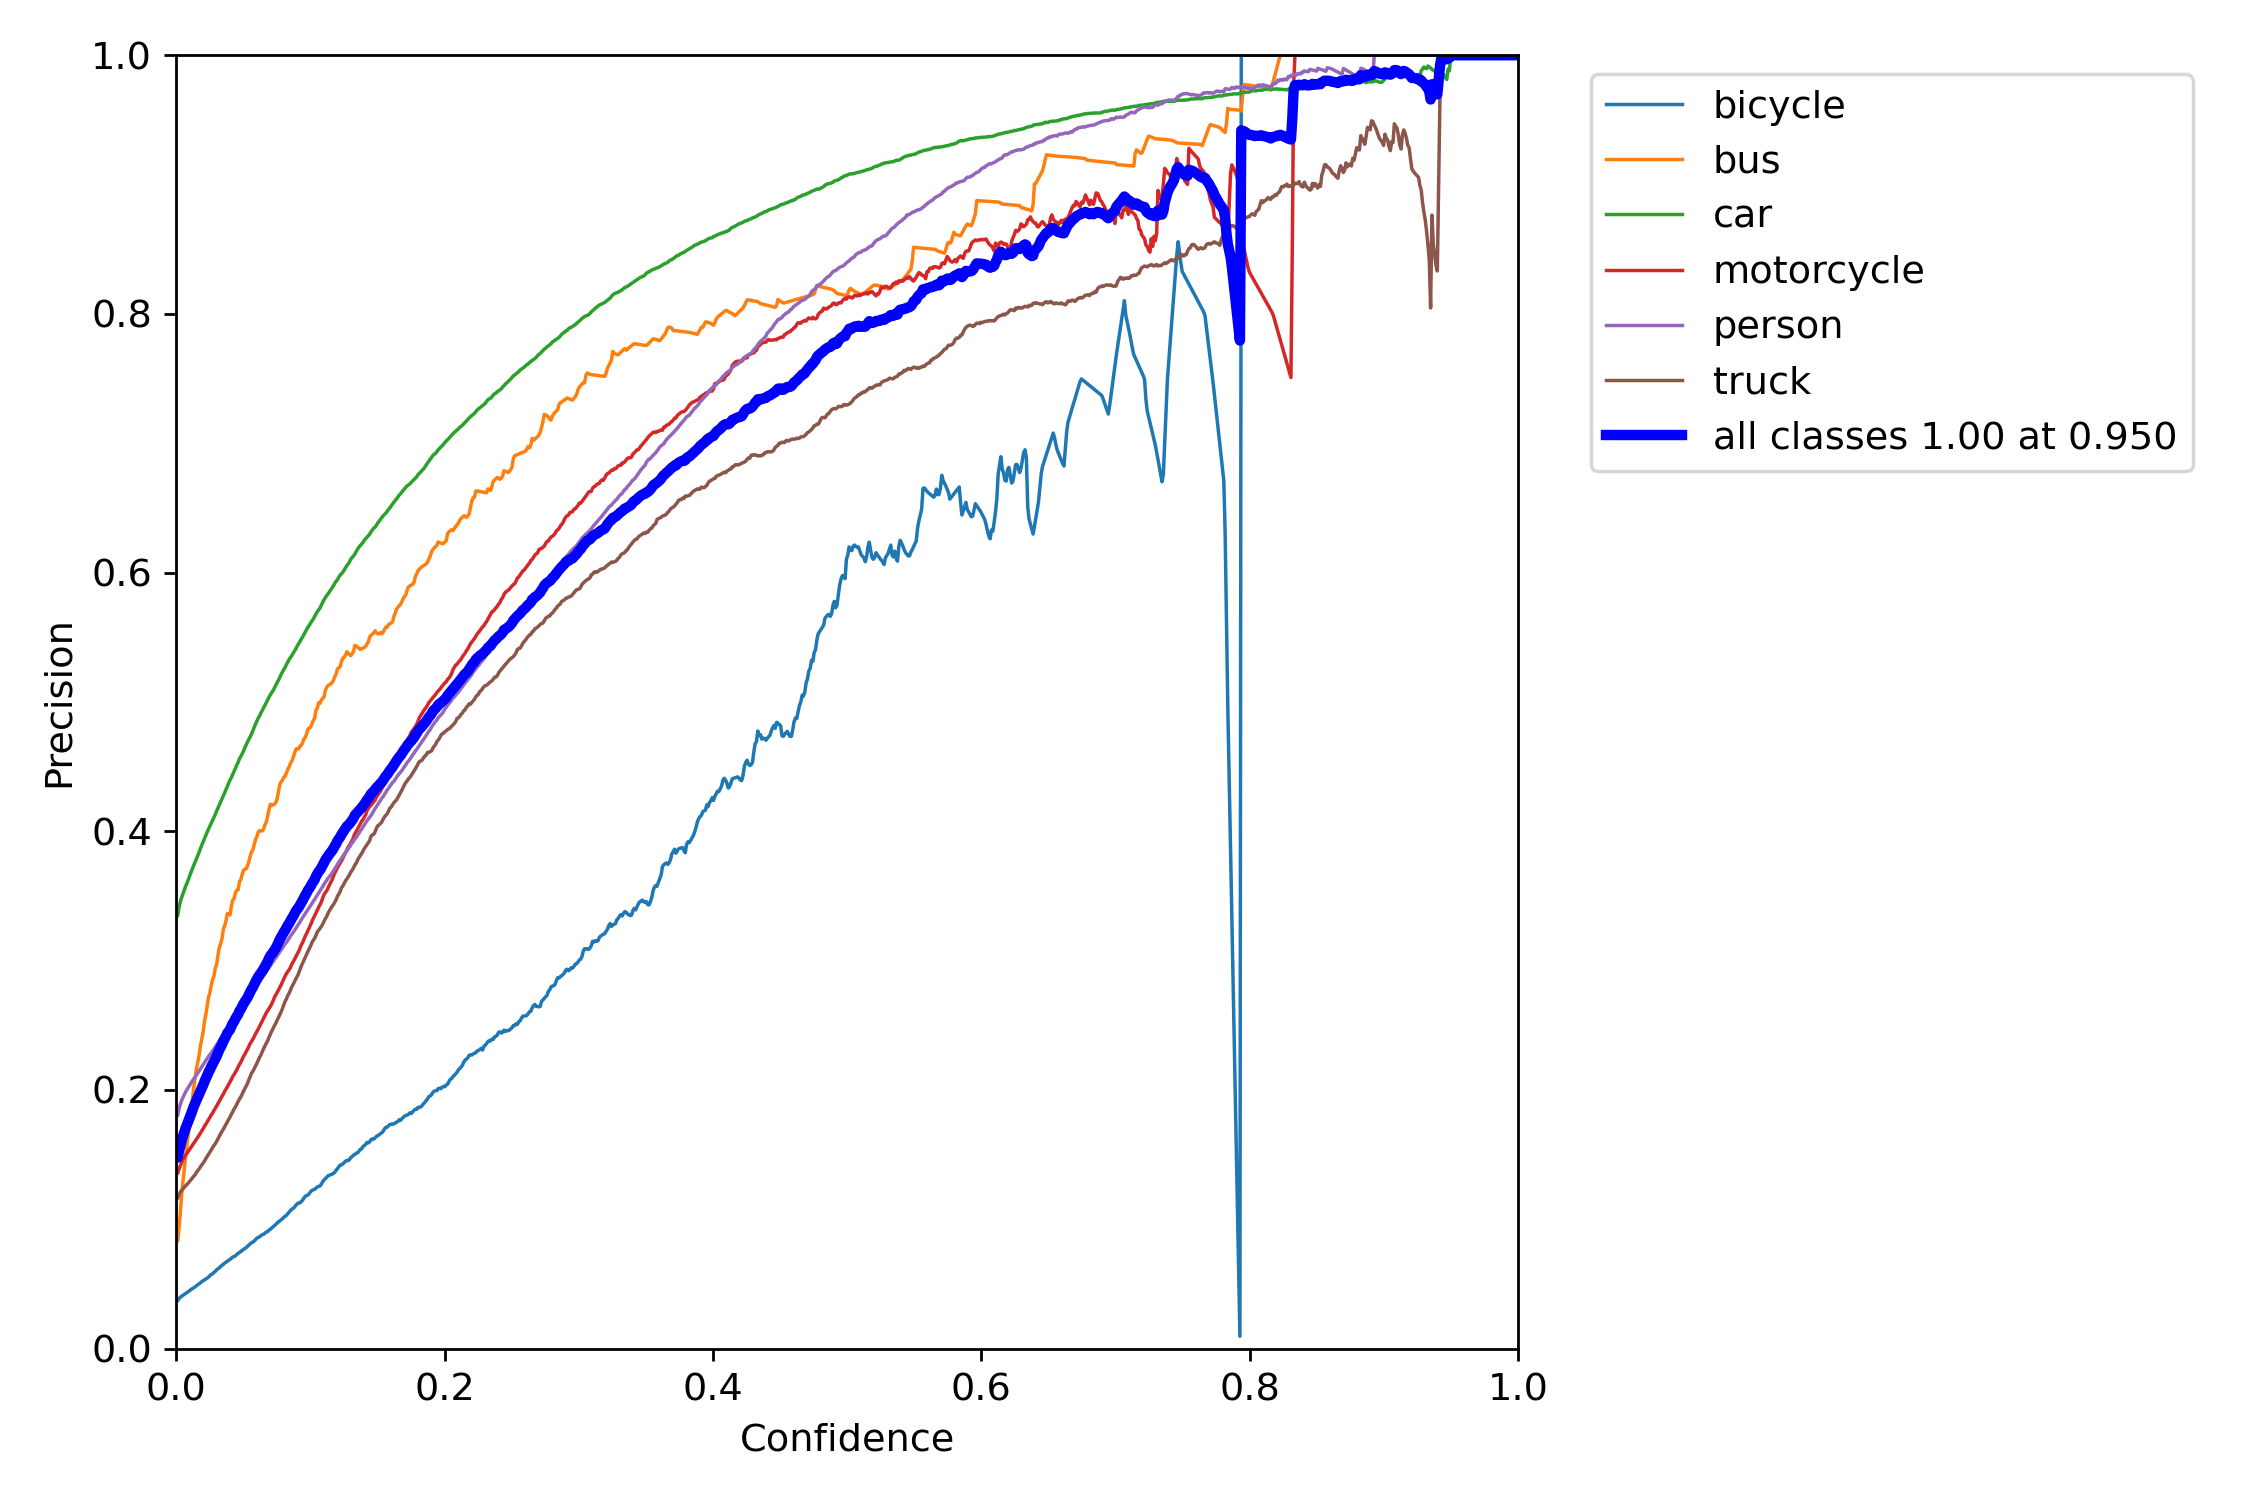 1.0
0.8
0.6
0.4
0.2
0.0
Precision
0.0 0.2 0.4 0.6 0.8 1.0
Confidence
bicycle
bus
car
motorcycle
person
truck
all classes 1.00 at 0.950